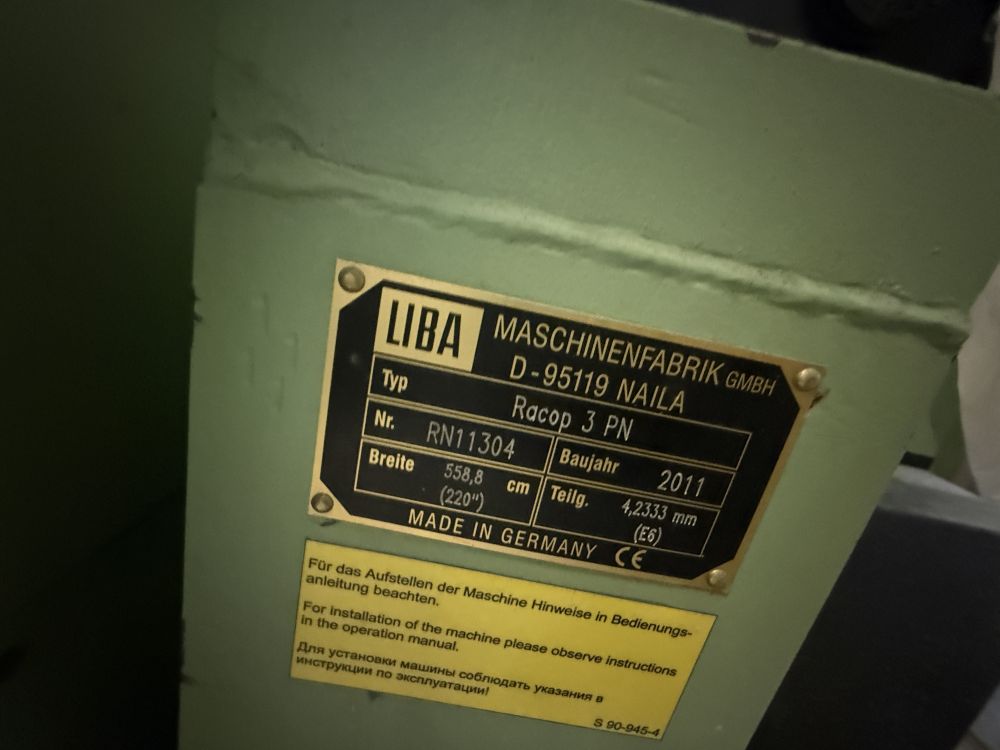 LIBA
MASCHINENFABRIK GMBH
D-95119 NAILA
Typ Racop 3 PN
Nr. RN11304 Baujahr 2011
Breite 558,8 cm
(220")
Teilg. 4,2333 mm
(E6)
MADE IN GERMANY CE
Für das Aufstellen der Maschine Hinweise in Bedienungs-
anleitung beachten.
For installation of the machine please observe instructions
in the operation manual.
Для установки машины соблюдать указания в
инструкции по эксплуатации!
S 90-945-4